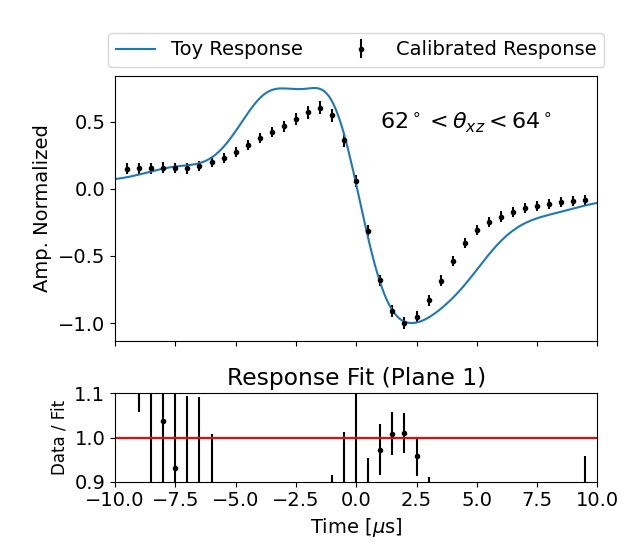 Toy Response Calibrated Response
62° < θxz < 64°
0.5
0.0
−0.5
−1.0
Amp. Normalized
Response Fit (Plane 1)
1.1
1.0
0.9
Data / Fit
−10.0 −7.5 −5.0 −2.5 0.0 2.5 5.0 7.5 10.0
Time [μs]